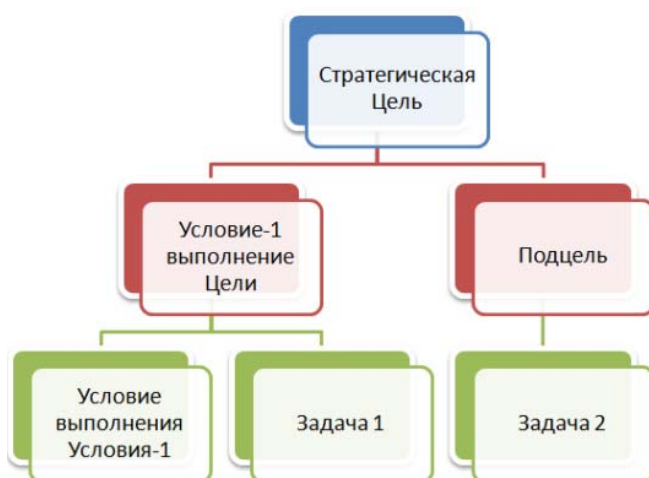 Стратегическая
Цель
Условие-1
выполнение
Цели
Подцель
Условие
выполнения
Условия-1
Задача 1
Задача 2